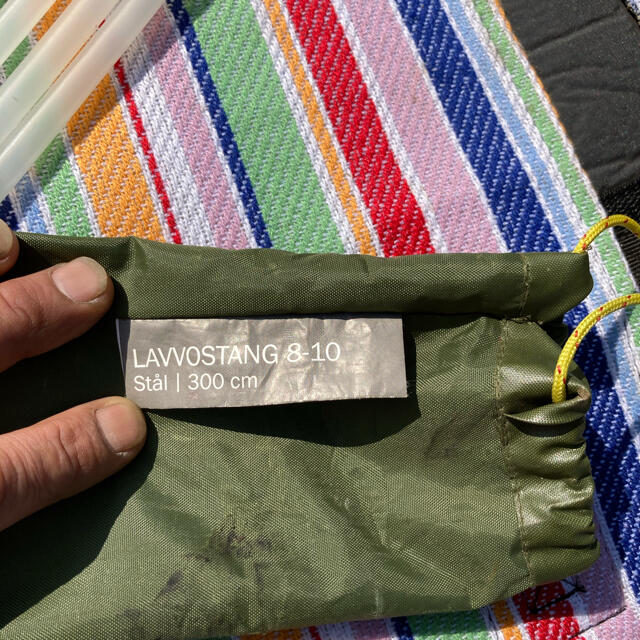 LAVVOSTANG 8-10
Stål | 300 cm